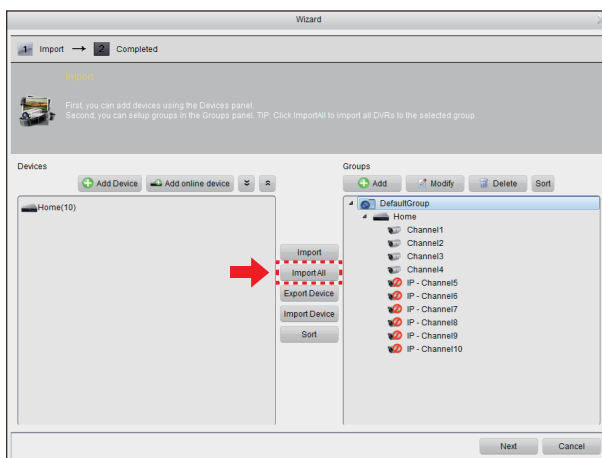 Wizard
1 Import → 2 Completed
Import
First, you can add devices using the Devices panel.
Second, you can setup groups in the Groups panel. TIP: Click ImportAll to import all DVRs to the selected group.
Devices
Add Device Add online device
Home(10)
Import
ImportAll
Export Device
Import Device
Sort
Groups
Add Modify Delete Sort
DefaultGroup
Home
Channel1
Channel2
Channel3
Channel4
IP - Channel5
IP - Channel6
IP - Channel7
IP - Channel8
IP - Channel9
IP - Channel10
Next Cancel